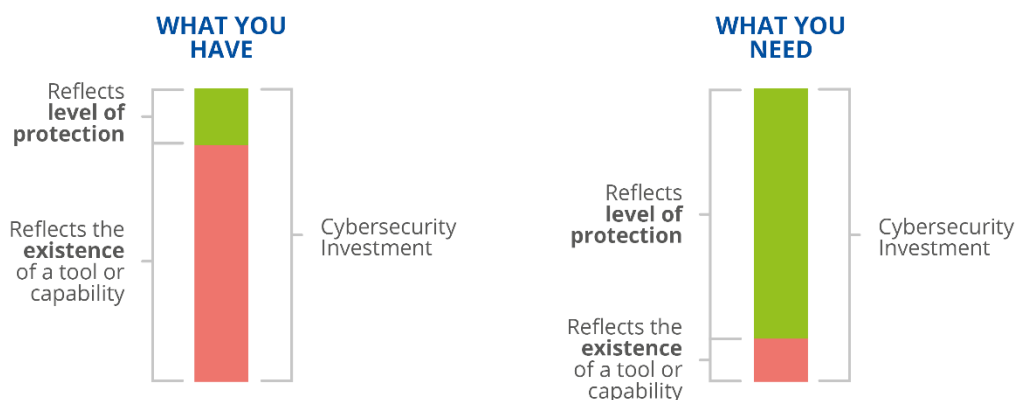 WHAT YOU
HAVE
Reflects
level of
protection
Reflects the
existence
of a tool or
capability
Cybersecurity
Investment
WHAT YOU
NEED
Reflects
level of
protection
Reflects the
existence
of a tool or
capability
Cybersecurity
Investment